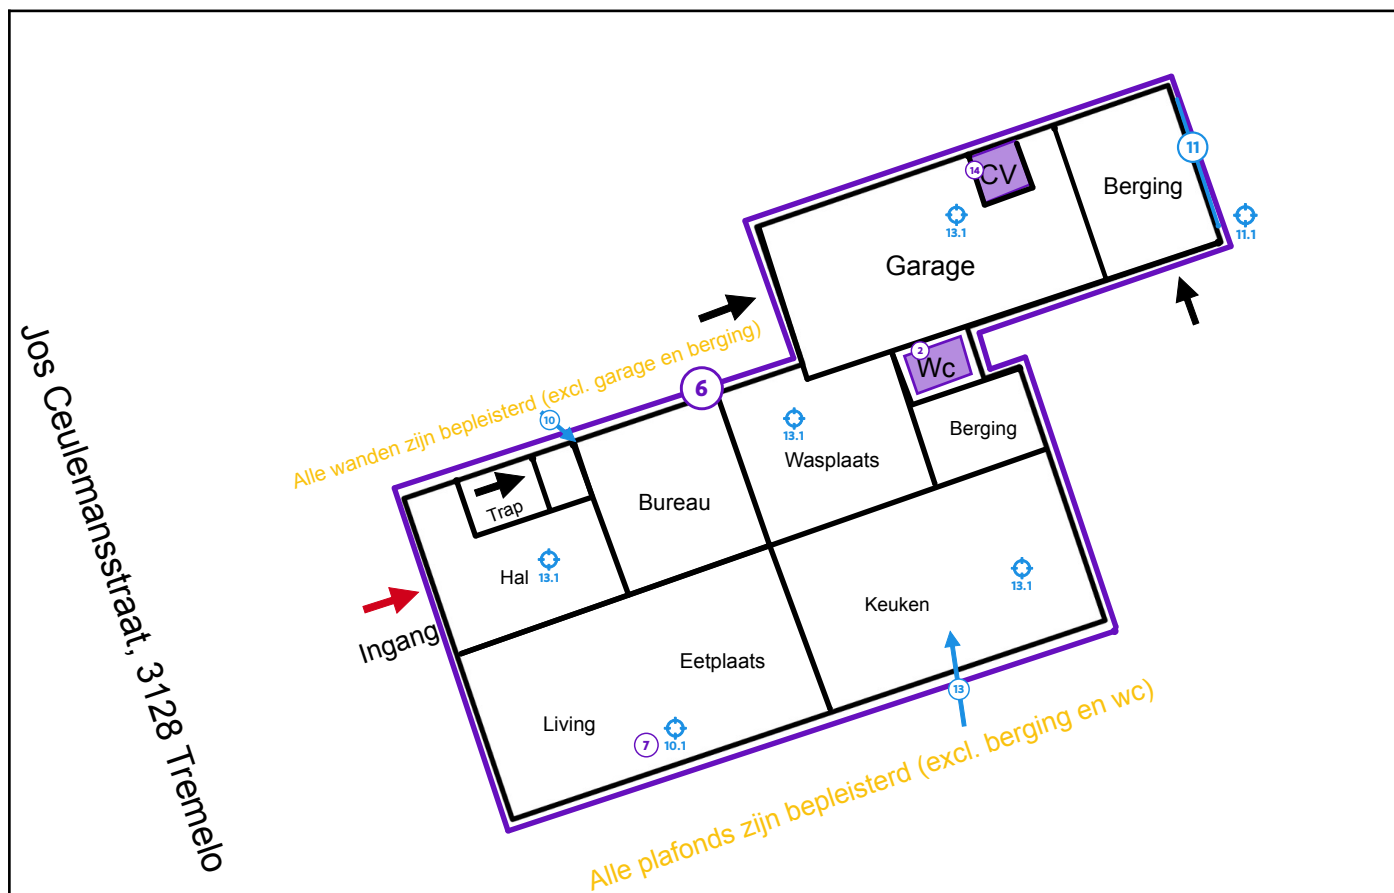 11
14
CV
Berging
13.1
11.1
Garage
2
Wc
Alle wanden zijn bepleisterd (excl. garage en berging)
6
10
13.1
Berging
Wasplaats
Jos Ceulemansstraat, 3128 Tremelo
Trap
Bureau
Hal
13.1
13.1
Keuken
Ingang
Eetplaats
13
Living
7
10.1
Alle plafonds zijn bepleisterd (excl. berging en wc)